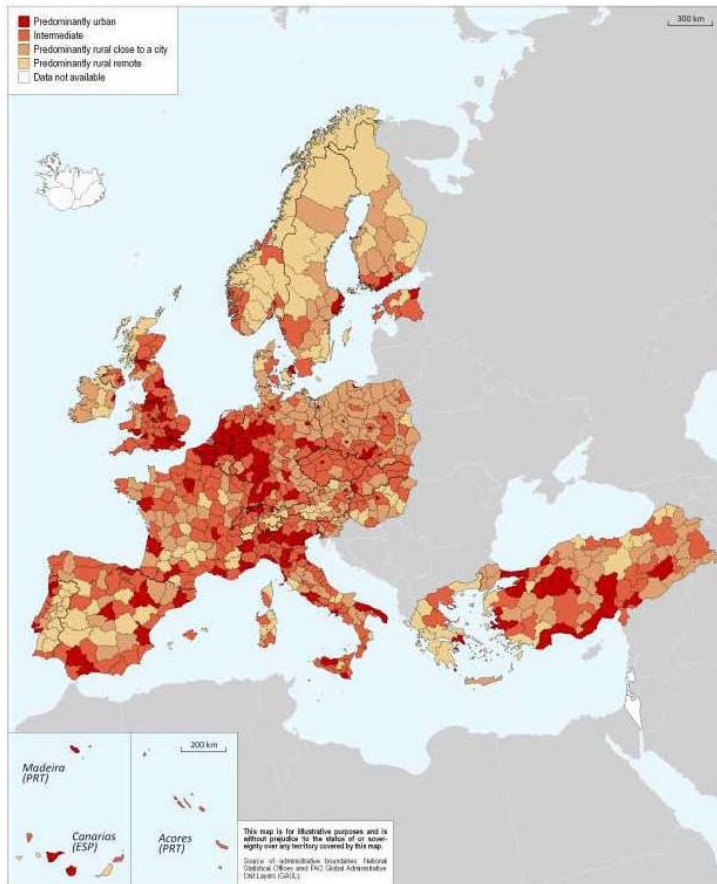 Predominantly urban
Intermediate
Predominantly rural close to a city
Predominantly rural remote
Data not available
300 km
200 km
Madeira
(PRT)
Canarias
(ESP)
Acores
(PRT)
This map is for illustrative purposes and is
without prejudice to the status of or sover-
eignty over any territory covered by this map.
Source of administrative boundaries: National
Statistical Offices and FAO Global Administrative
Unit Layers (GAUL).